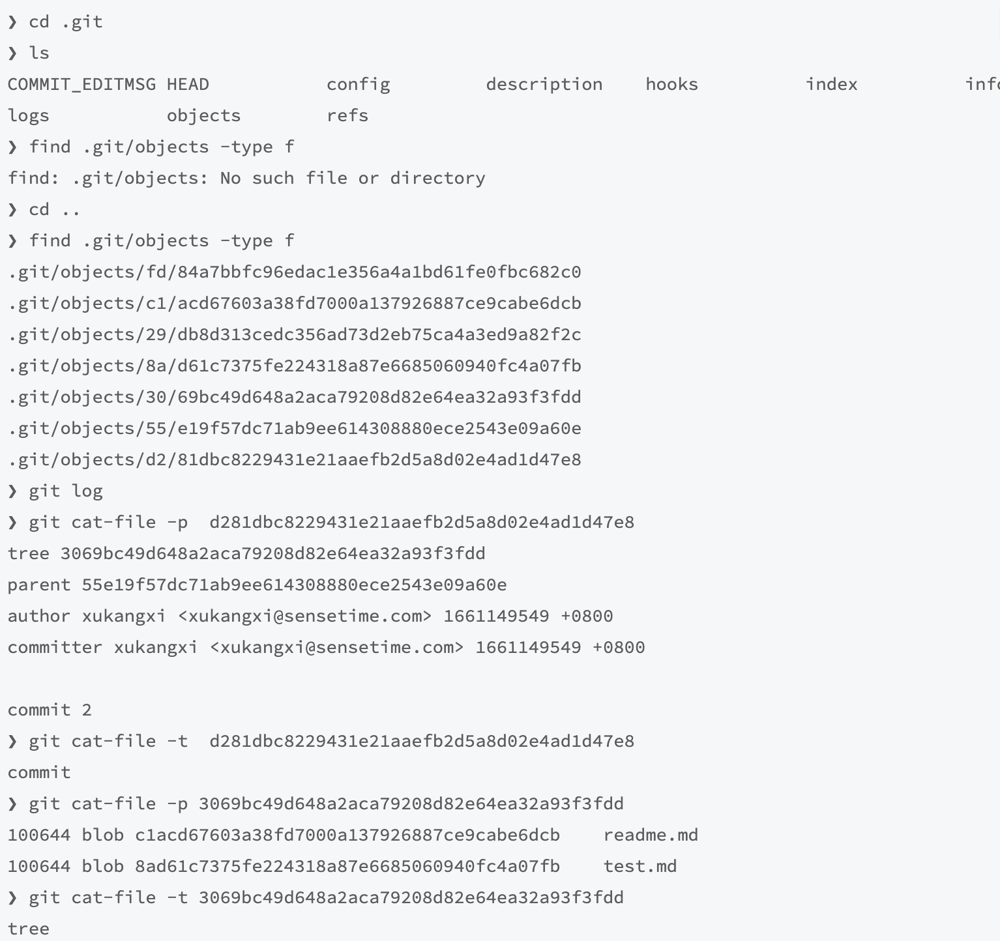 ❯ cd .git
❯ ls
COMMIT_EDITMSG HEAD           config         description    hooks          index          info
logs           objects        refs
❯ find .git/objects -type f
find: .git/objects: No such file or directory
❯ cd ..
❯ find .git/objects -type f
.git/objects/fd/84a7bbfc96edac1e356a4a1bd61fe0fbc682c0
.git/objects/c1/acd67603a38fd7000a137926887ce9cabe6dcb
.git/objects/29/db8d313cedc356ad73d2eb75ca4a3ed9a82f2c
.git/objects/8a/d61c7375fe224318a87e6685060940fc4a07fb
.git/objects/30/69bc49d648a2aca79208d82e64ea32a93f3fdd
.git/objects/55/e19f57dc71ab9ee614308880ece2543e09a60e
.git/objects/d2/81dbc8229431e21aaefb2d5a8d02e4ad1d47e8
❯ git log
❯ git cat-file -p  d281dbc8229431e21aaefb2d5a8d02e4ad1d47e8
tree 3069bc49d648a2aca79208d82e64ea32a93f3fdd
parent 55e19f57dc71ab9ee614308880ece2543e09a60e
author xukangxi <xukangxi@sensetime.com> 1661149549 +0800
committer xukangxi <xukangxi@sensetime.com> 1661149549 +0800

commit 2
❯ git cat-file -t  d281dbc8229431e21aaefb2d5a8d02e4ad1d47e8
commit
❯ git cat-file -p 3069bc49d648a2aca79208d82e64ea32a93f3fdd
100644 blob c1acd67603a38fd7000a137926887ce9cabe6dcb    readme.md
100644 blob 8ad61c7375fe224318a87e6685060940fc4a07fb    test.md
❯ git cat-file -t 3069bc49d648a2aca79208d82e64ea32a93f3fdd
tree